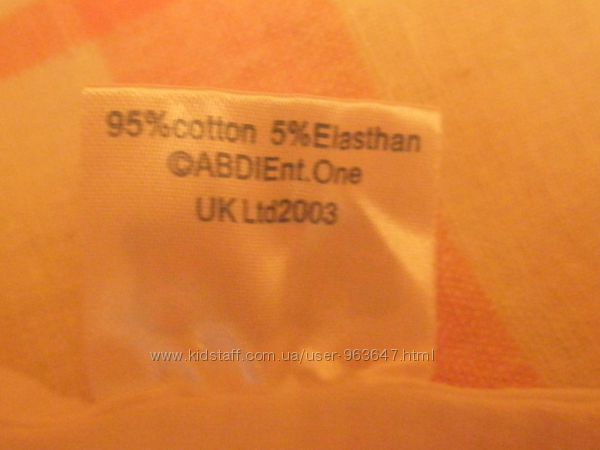 95%cotton 5%Elasthan
©ABDIEnt.One
UK Ltd2003
www.kidstaff.com.ua/user-963647.html